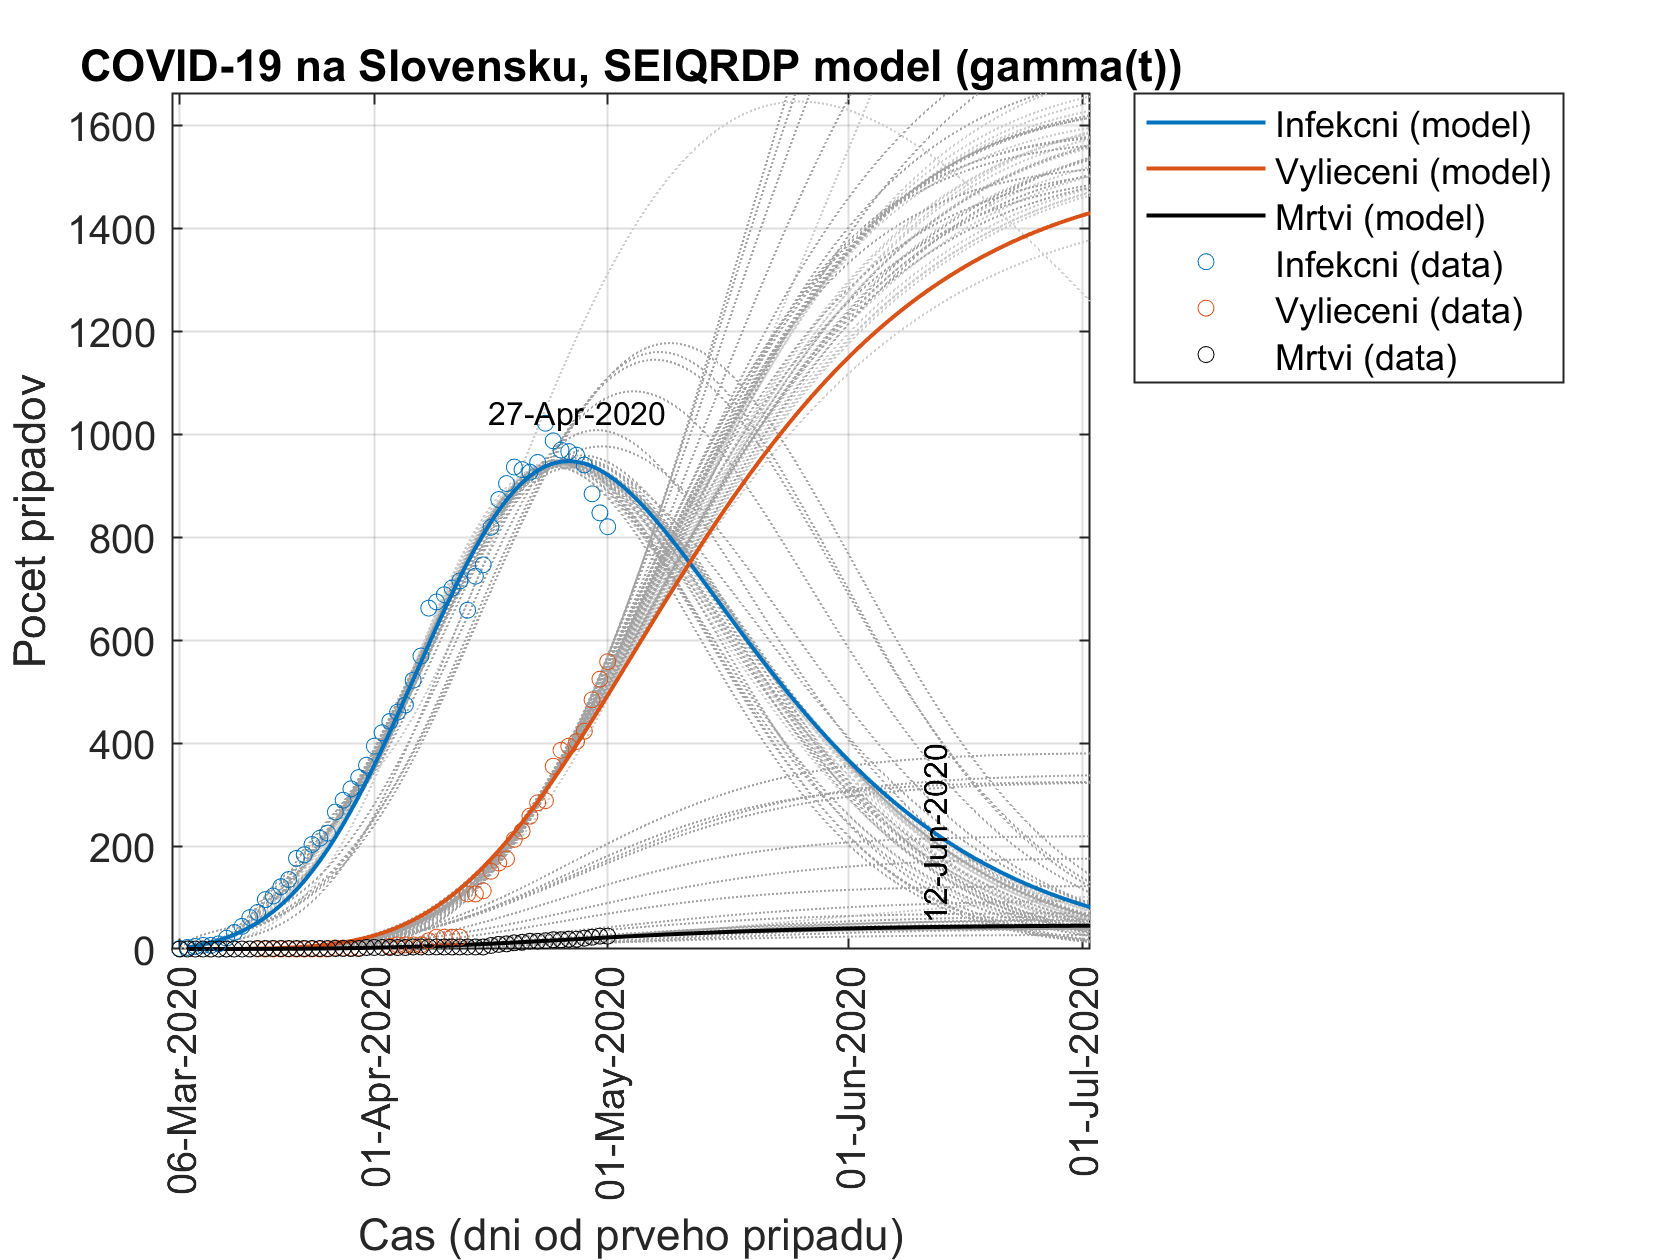 COVID-19 na Slovensku, SEIQRDP model (gamma(t))
Infekcni (model)
Vylieceni (model)
Mrtvi (model)
Infekcni (data)
Vylieceni (data)
Mrtvi (data)
Pocet pripadov
1600
1400
1200
1000
800
600
400
200
0
27-Apr-2020
12-Jun-2020
06-Mar-2020
01-Apr-2020
01-May-2020
01-Jun-2020
01-Jul-2020
Cas (dni od prveho pripadu)